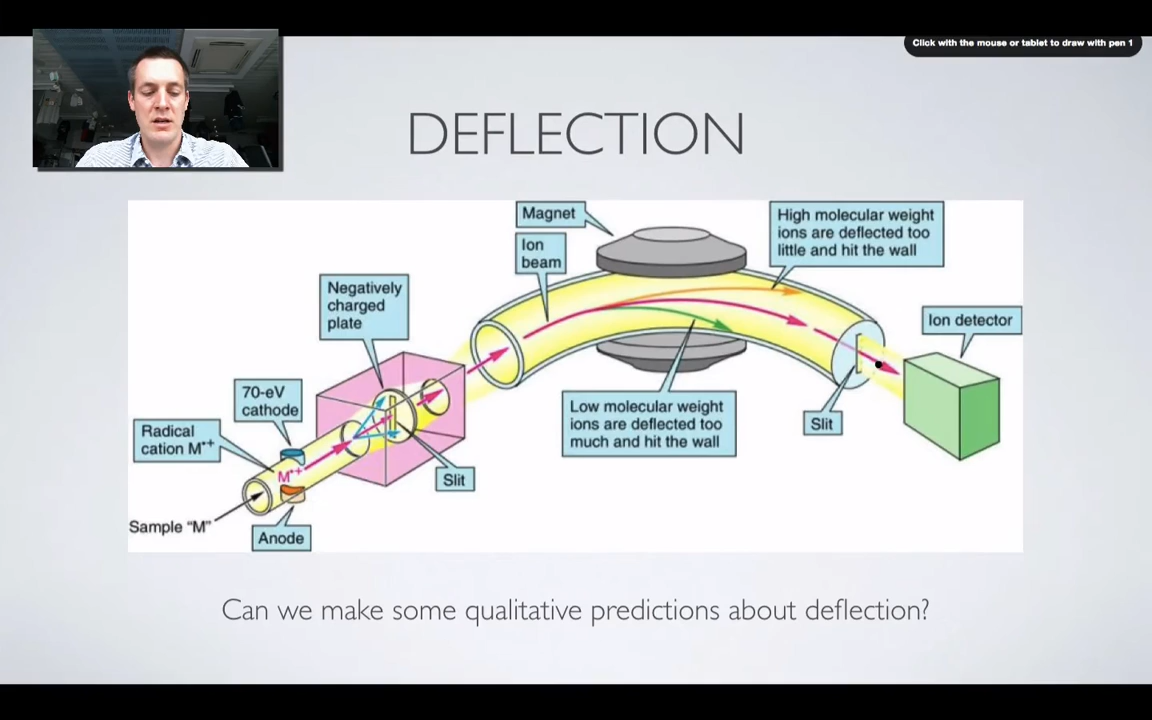 Click with the mouse or tablet to draw with pen 1
DEFLECTION
Magnet
Ion
beam
High molecular weight
ions are deflected too
little and hit the wall
Negatively
charged
plate
Ion detector
70-eV
cathode
Low molecular weight
ions are deflected too
much and hit the wall
Slit
Radical
cation M•+
M•+
Slit
Sample “M”
Anode
Can we make some qualitative predictions about deflection?